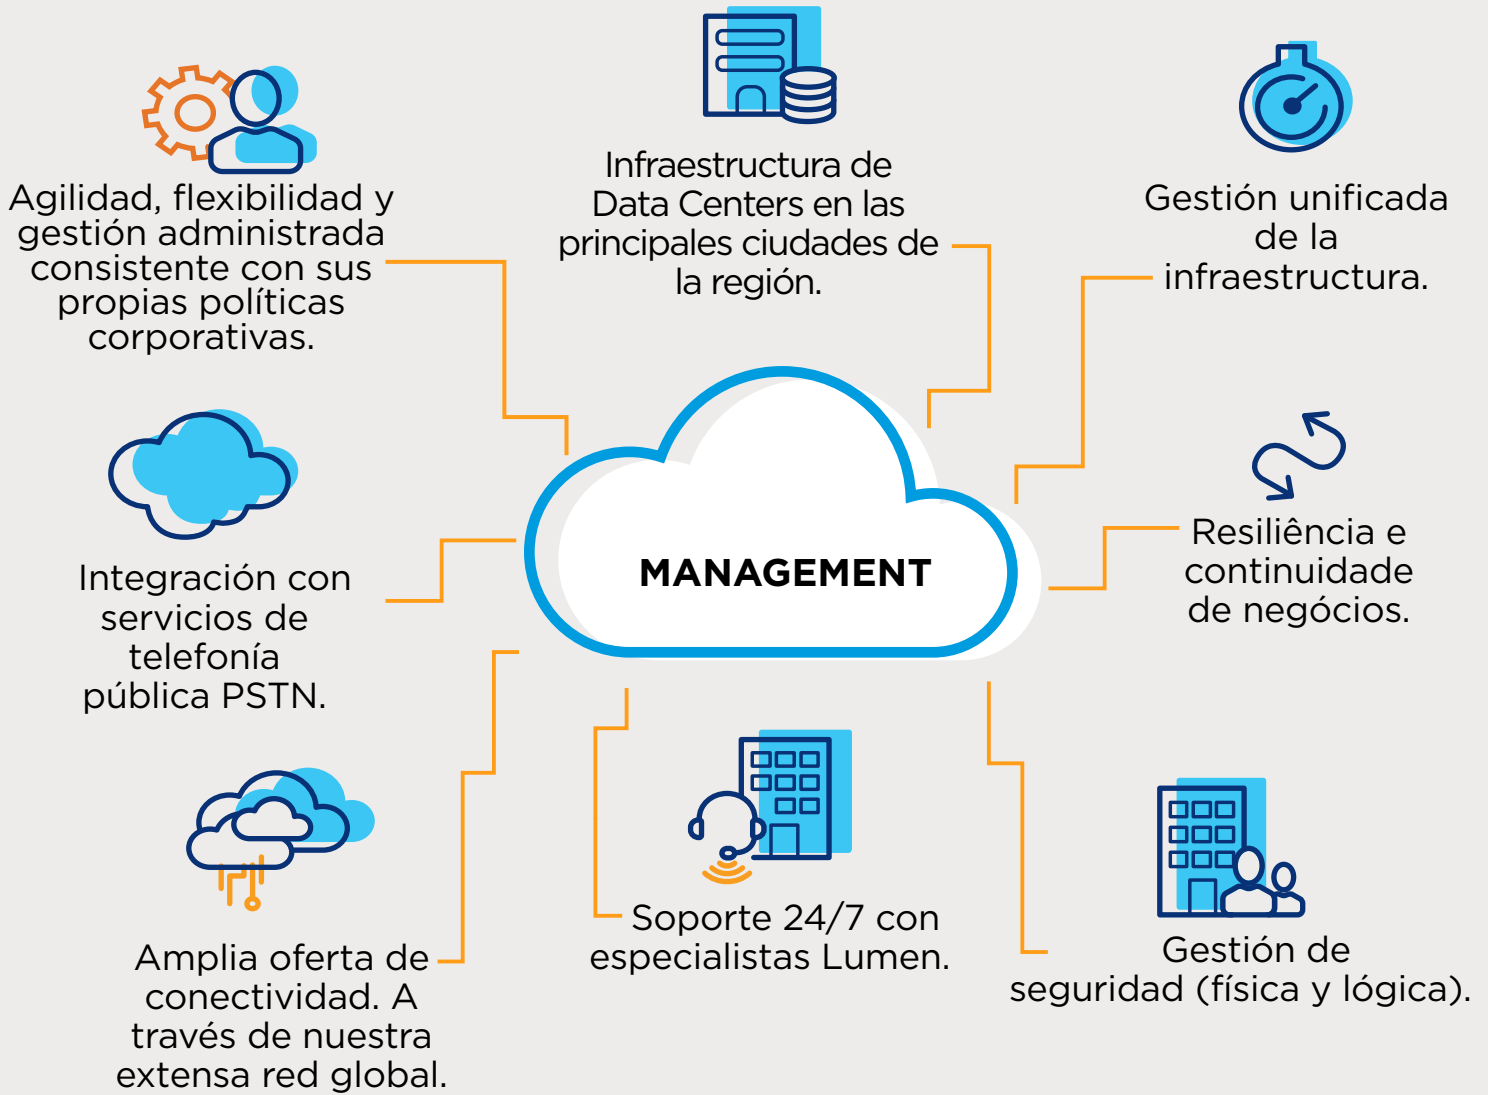 Agilidad, flexibilidad y
gestión administrada
consistente con sus
propias políticas
corporativas.
Infraestructura de
Data Centers en las
principales ciudades de
la región.
Gestión unificada
de la
infraestructura.
Integración con
servicios de
telefonía
pública PSTN.
MANAGEMENT
Resiliência e
continuidade
de negócios.
Amplia oferta de
conectividad. A
través de nuestra
extensa red global.
Soporte 24/7 con
especialistas Lumen.
Gestión de
seguridad (física y lógica).